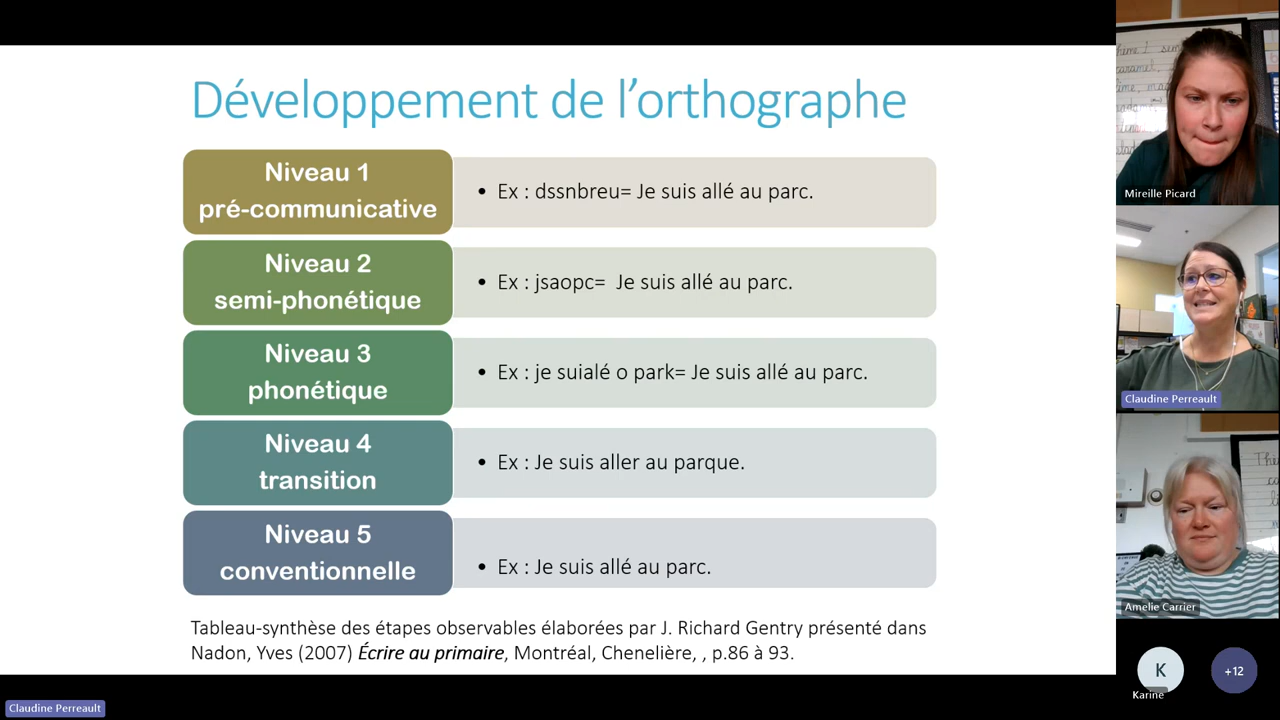 Développement de l'orthographe
Niveau 1
pré-communicative
• Ex : dssnbreu= Je suis allé au parc.
Niveau 2
semi-phonétique
• Ex : jsaopc= Je suis allé au parc.
Niveau 3
phonétique
• Ex : je suialé o park= Je suis allé au parc.
Niveau 4
transition
• Ex : Je suis aller au parque.
Niveau 5
conventionnelle
• Ex : Je suis allé au parc.
Tableau-synthèse des étapes observables élaborées par J. Richard Gentry présenté dans
Nadon, Yves (2007) Écrire au primaire, Montréal, Chenelière, , p.86 à 93.
Mireille Picard
Claudine Perreault
Amelie Carrier
K
Karine
+12
Claudine Perreault